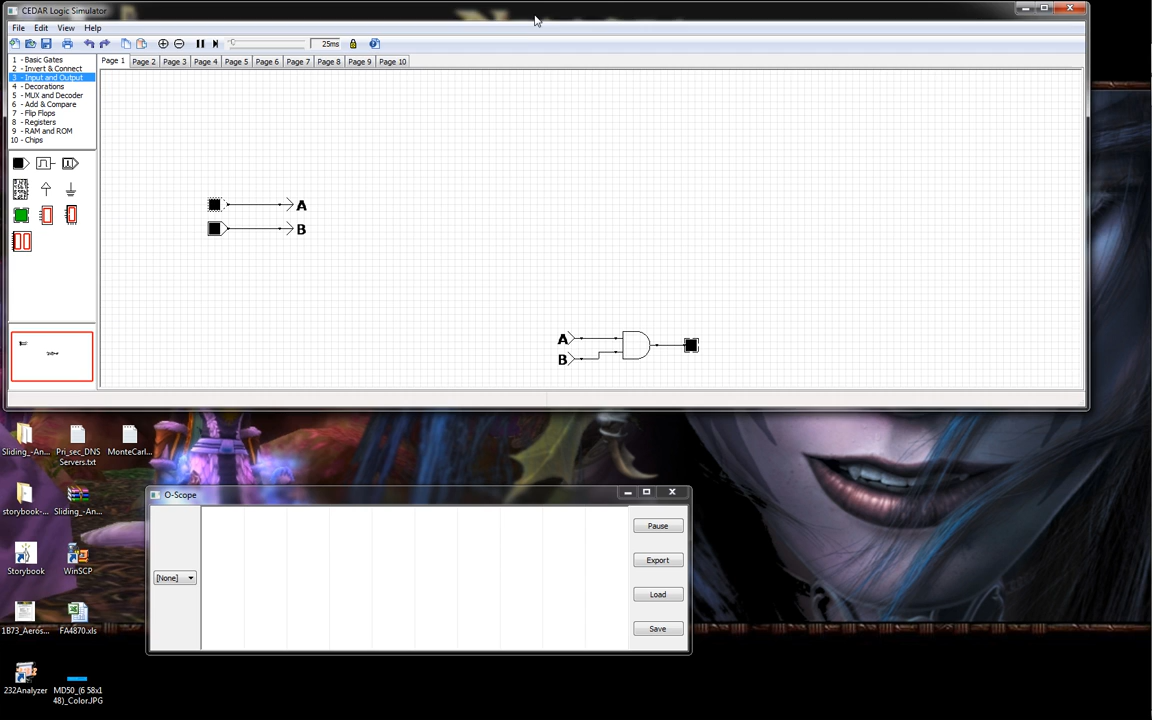 CEDAR Logic Simulator
File Edit View Help
25ms
1 - Basic Gates
2 - Invert & Connect
3 - Input and Output
4 - Decorations
5 - MUX and Decoder
6 - Add & Compare
7 - Flip Flops
8 - Registers
9 - RAM and ROM
10 - Chips
Page 1 Page 2 Page 3 Page 4 Page 5 Page 6 Page 7 Page 8 Page 9 Page 10
A
B
A
B
Sliding_-An... Pri_sec_DNS Servers.txt MonteCarl...
storybook-... Sliding_-An...
Storybook WinSCP
1B73_Aeros... FA4870.xls
232Analyzer MD50_(6 58x1 48)_Color.JPG
O-Scope
[None]
Pause
Export
Load
Save